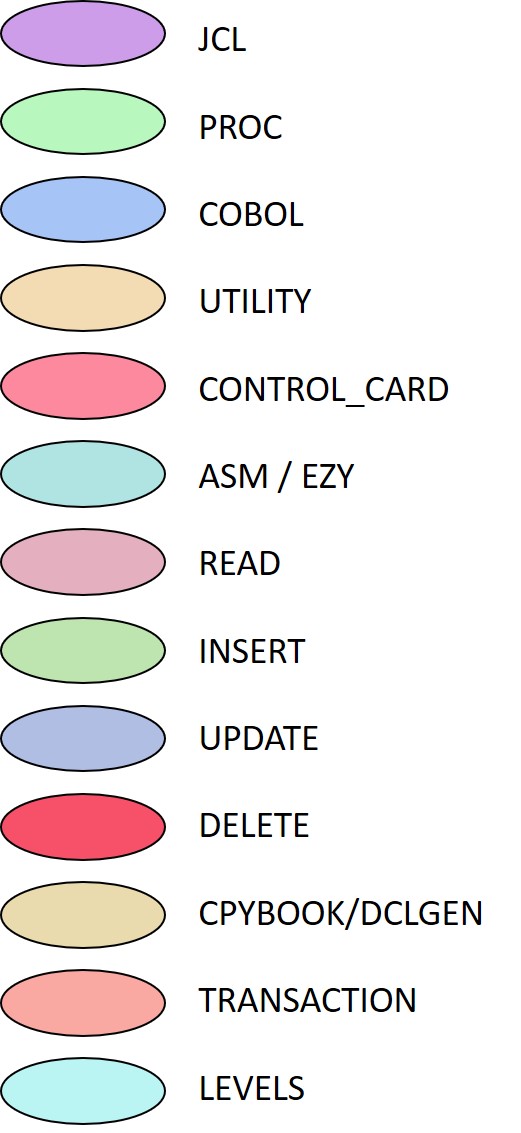 JCL
PROC
COBOL
UTILITY
CONTROL_CARD
ASM / EZY
READ
INSERT
UPDATE
DELETE
CPYBOOK/DCLGEN
TRANSACTION
LEVELS